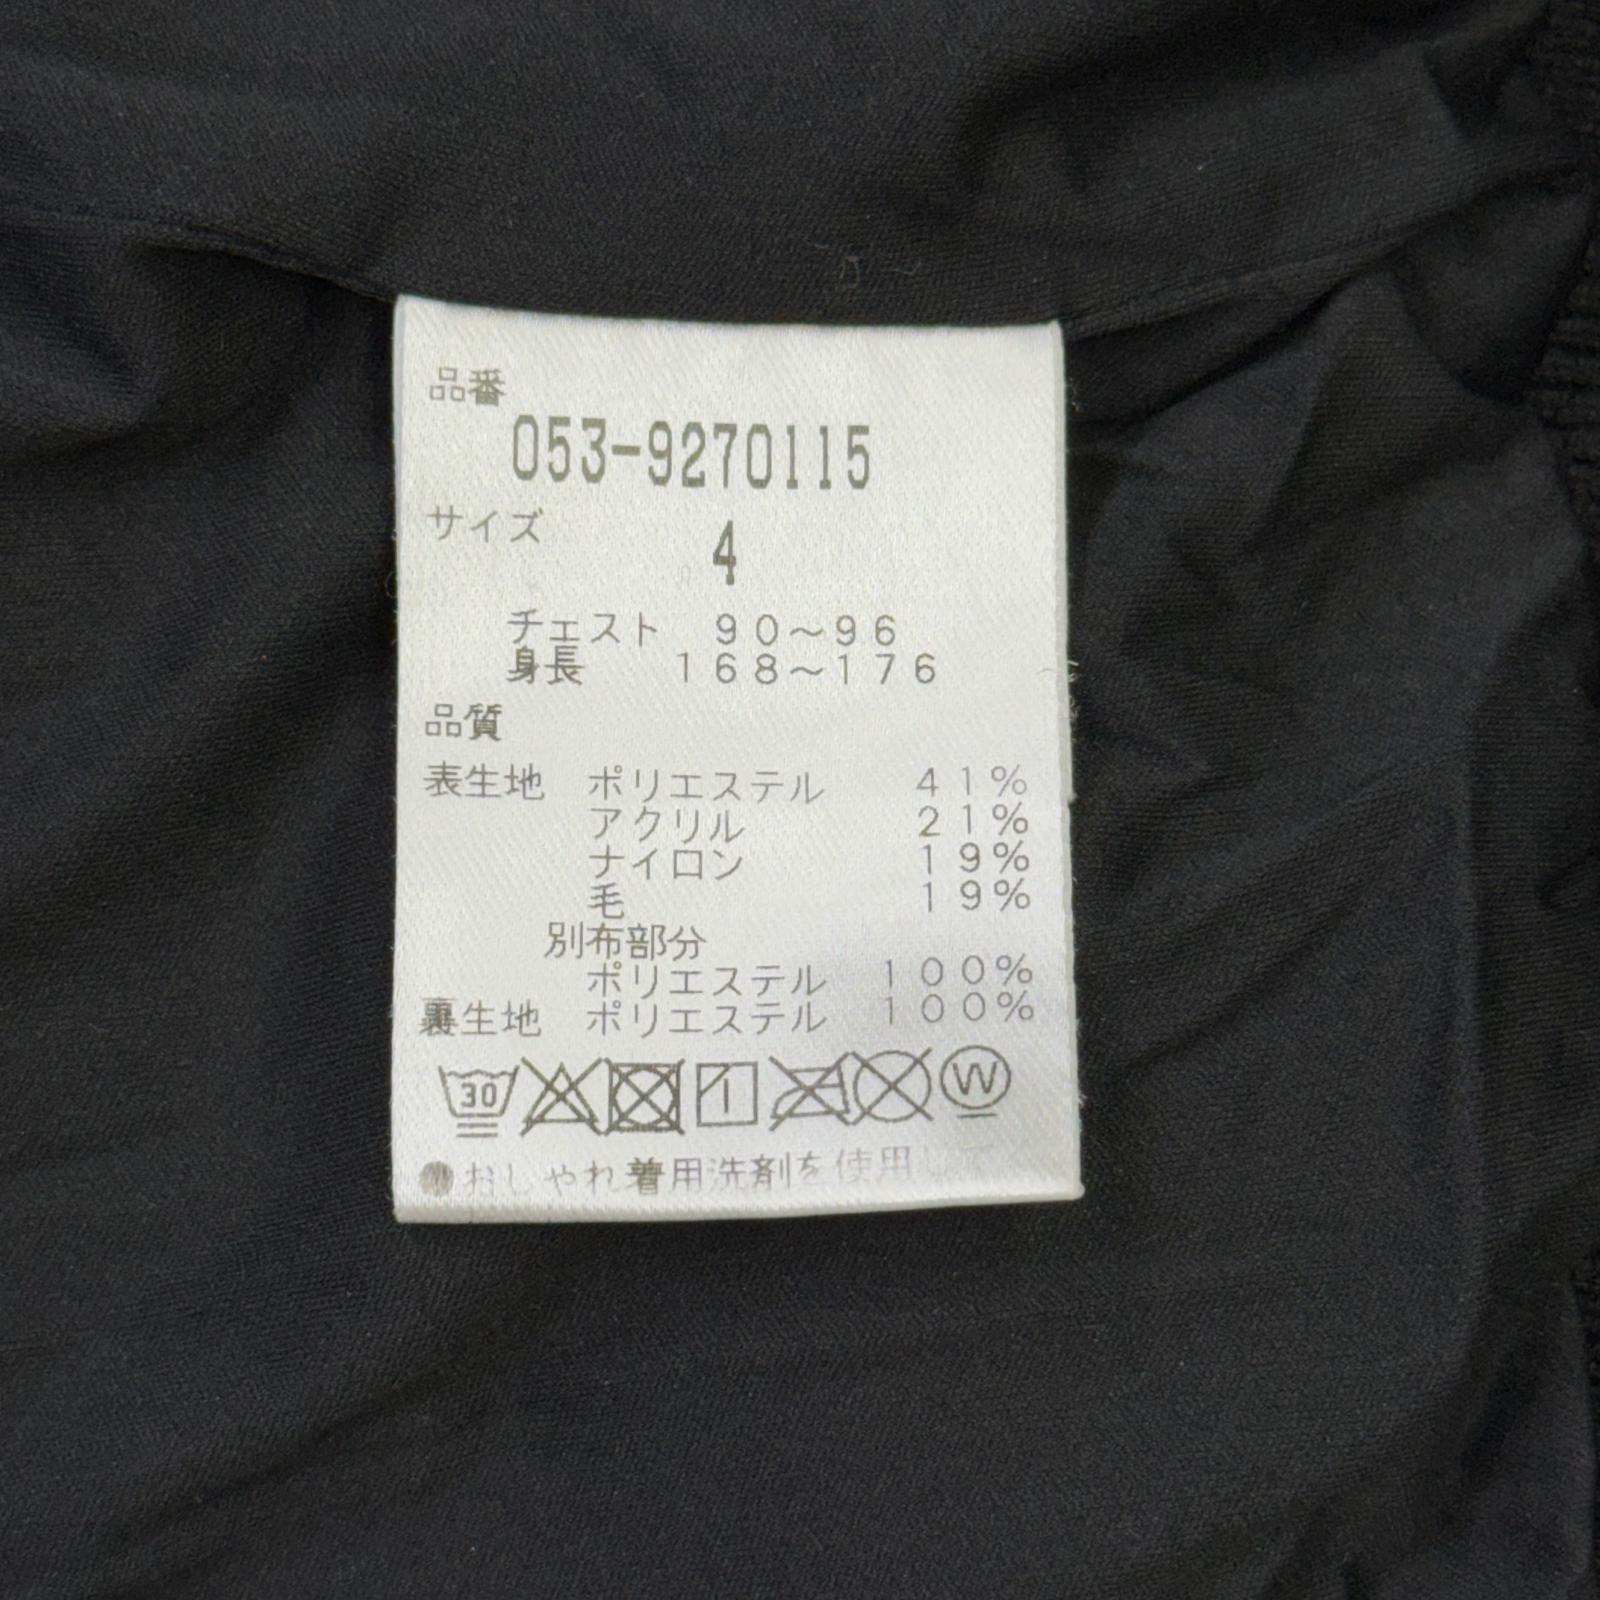 品番
053-9270115
サイズ 4
チェスト 90~96
身長 168~176
品質
表生地 ポリエステル 41%
アクリル 21%
ナイロン 19%
毛 19%
別布部分
ポリエステル 100%
裏生地 ポリエステル 100%
30 W
●おしゃれ着用洗剤を使用して